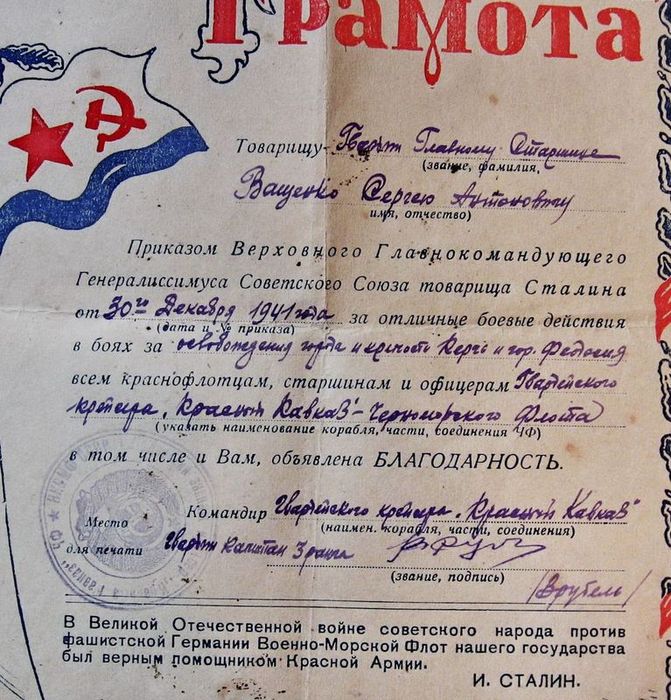 Грамота
Товарищу Гвардии Главному Старшине
(звание, фамилия,
Ващенко Сергею Антоновичу
имя, отчество)
Приказом Верховного Главнокомандующего
Генералиссимуса Советского Союза товарища Сталина
от 30го Декабря 1941 года за отличные боевые действия
(дата и № приказа)
в боях за освобождения города и крепости Керчь и гор. Феодосия
всем краснофлотцам, старшинам и офицерам Гвардейского
крейсера „Красный Кавказ" - Черноморского Флота
(указать наименование корабля, части, соединения ЧФ)
в том числе и Вам, объявлена БЛАГОДАРНОСТЬ.
Командир Гвардейского крейсера „Красный Кавказ"
(наимен. корабля, части, соединения)
Место
для печати
Гвардии Капитан 3 ранга
(звание, подпись)
/Врубель/
В Великой Отечественной войне советского народа против
фашистской Германии Военно-Морской Флот нашего государства
был верным помощником Красной Армии.
И. СТАЛИН.